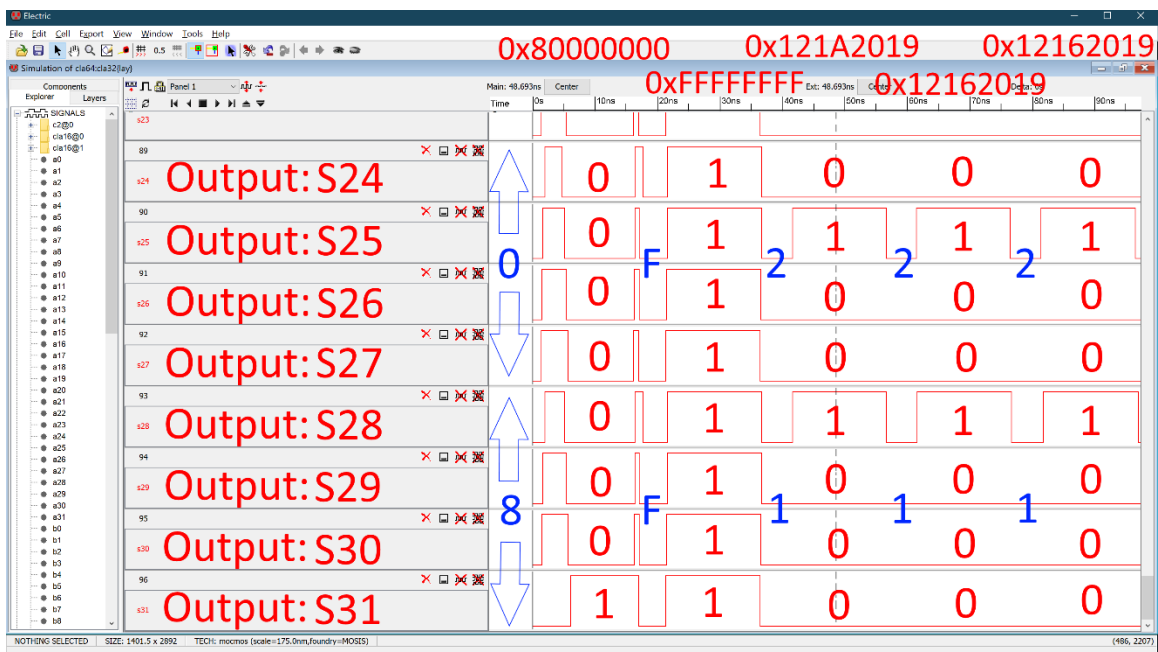 Electric
File Edit Cell Export View Window Tools Help
0.5
0x80000000 0x121A2019 0x12162019
0xFFFFFFFF 0x12162019
Simulation of cla64:cla32{lay}
Components
Explorer Layers
Panel 1
Main: 48.693ns Center Ext: 48.693ns
Time 0s 10ns 20ns 30ns 40ns 50ns 60ns 70ns 80ns 90ns
SIGNALS
c2@0
cla16@0
cla16@1
a0
a1
a2
a3
a4
a5
a6
a7
a8
a9
a10
a11
a12
a13
a14
a15
a16
a17
a18
a19
a20
a21
a22
a23
a24
a25
a26
a27
a28
a29
a30
a31
b0
b1
b2
b3
b4
b5
b6
b7
b8
s23
89
s24 Output: S24 0 1 0 0 0
90
s25 Output: S25 0 1 1 1 1
0 F 2 2 2
91
s26 Output: S26 0 1 0 0 0
92
s27 Output: S27 0 1 0 0 0
93
s28 Output: S28 0 1 1 1 1
94
s29 Output: S29 0 1 0 0 0
8 F 1 1 1
95
s30 Output: S30 0 1 0 0 0
96
s31 Output: S31 1 1 0 0 0
NOTHING SELECTED SIZE: 1401.5 x 2892 TECH: mocmos (scale=175.0nm,foundry=MOSIS) (486, 2207)